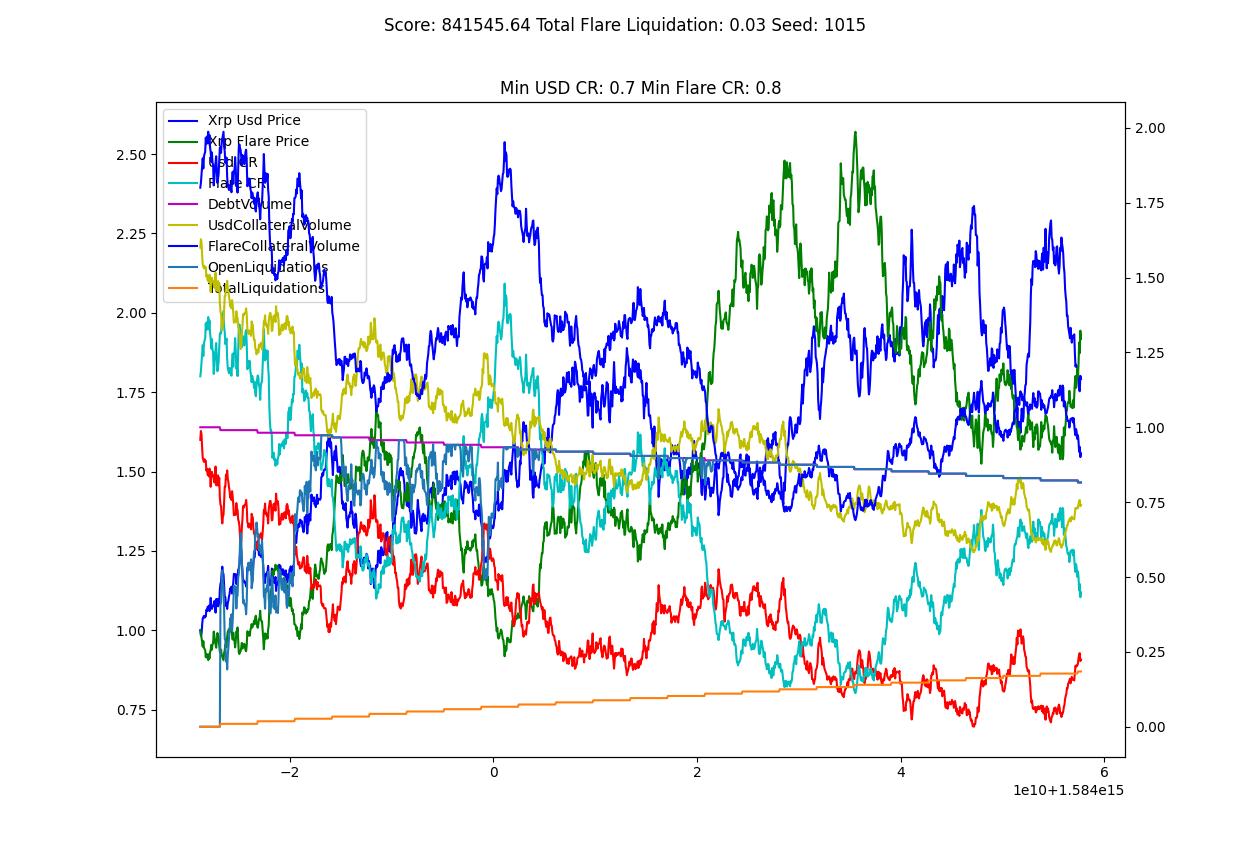 Score: 841545.64 Total Flare Liquidation: 0.03 Seed: 1015
Min USD CR: 0.7 Min Flare CR: 0.8
Xrp Usd Price
Xrp Flare Price
Usd CR
Flare CR
DebtVolume
UsdCollateralVolume
FlareCollateralVolume
OpenLiquidations
TotalLiquidations
2.50
2.25
2.00
1.75
1.50
1.25
1.00
0.75
2.00
1.75
1.50
1.25
1.00
0.75
0.50
0.25
0.00
−2 0 2 4 6
1e10+1.584e15